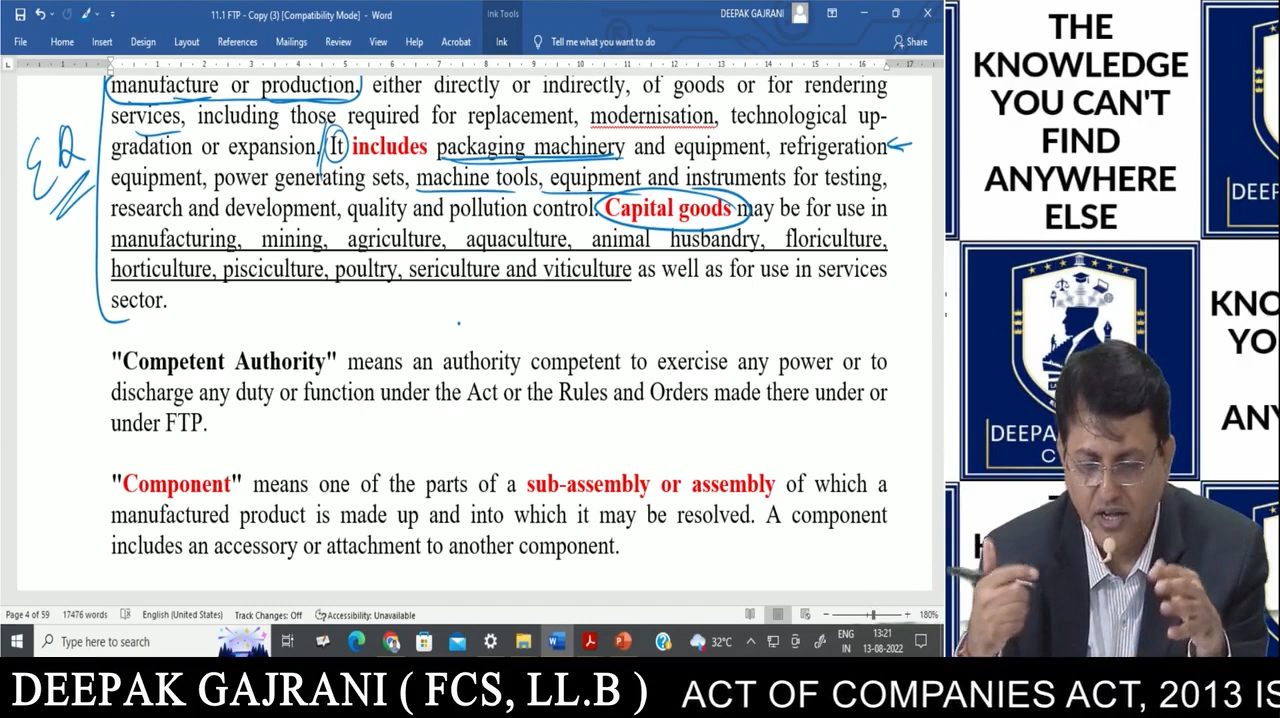 11.1 FTP - Copy (3) [Compatibility Mode] - Word
Ink Tools
DEEPAK GAJRANI
File Home Insert Design Layout References Mailings Review View Help Acrobat Ink Tell me what you want to do Share
manufacture or production, either directly or indirectly, of goods or for rendering
services, including those required for replacement, modernisation, technological up-
gradation or expansion. It includes packaging machinery and equipment, refrigeration
equipment, power generating sets, machine tools, equipment and instruments for testing,
research and development, quality and pollution control. Capital goods may be for use in
manufacturing, mining, agriculture, aquaculture, animal husbandry, floriculture,
horticulture, pisciculture, poultry, sericulture and viticulture as well as for use in services
sector.
"Competent Authority" means an authority competent to exercise any power or to
discharge any duty or function under the Act or the Rules and Orders made there under or
under FTP.
"Component" means one of the parts of a sub-assembly or assembly of which a
manufactured product is made up and into which it may be resolved. A component
includes an accessory or attachment to another component.
Page 4 of 59 17476 words English (United States) Track Changes: Off Accessibility: Unavailable 180%
Type here to search
32°C
ENG
IN
13:21
13-08-2022
THE
KNOWLEDGE
YOU CAN'T
FIND
ANYWHERE
ELSE
DEEP
KNO
YO
ANY
DEEPA
C
DEEPAK GAJRANI ( FCS, LL.B ) ACT OF COMPANIES ACT, 2013 IS